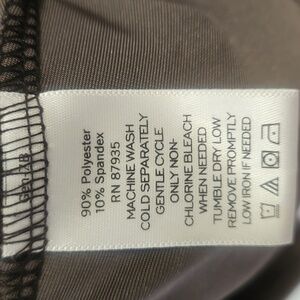 90% Polyester
10% Spandex
RN 87935
MACHINE WASH
COLD SEPARATELY
GENTLE CYCLE
ONLY NON-
CHLORINE BLEACH
WHEN NEEDED
TUMBLE DRY LOW
REMOVE PROMPTLY
LOW IRON IF NEEDED